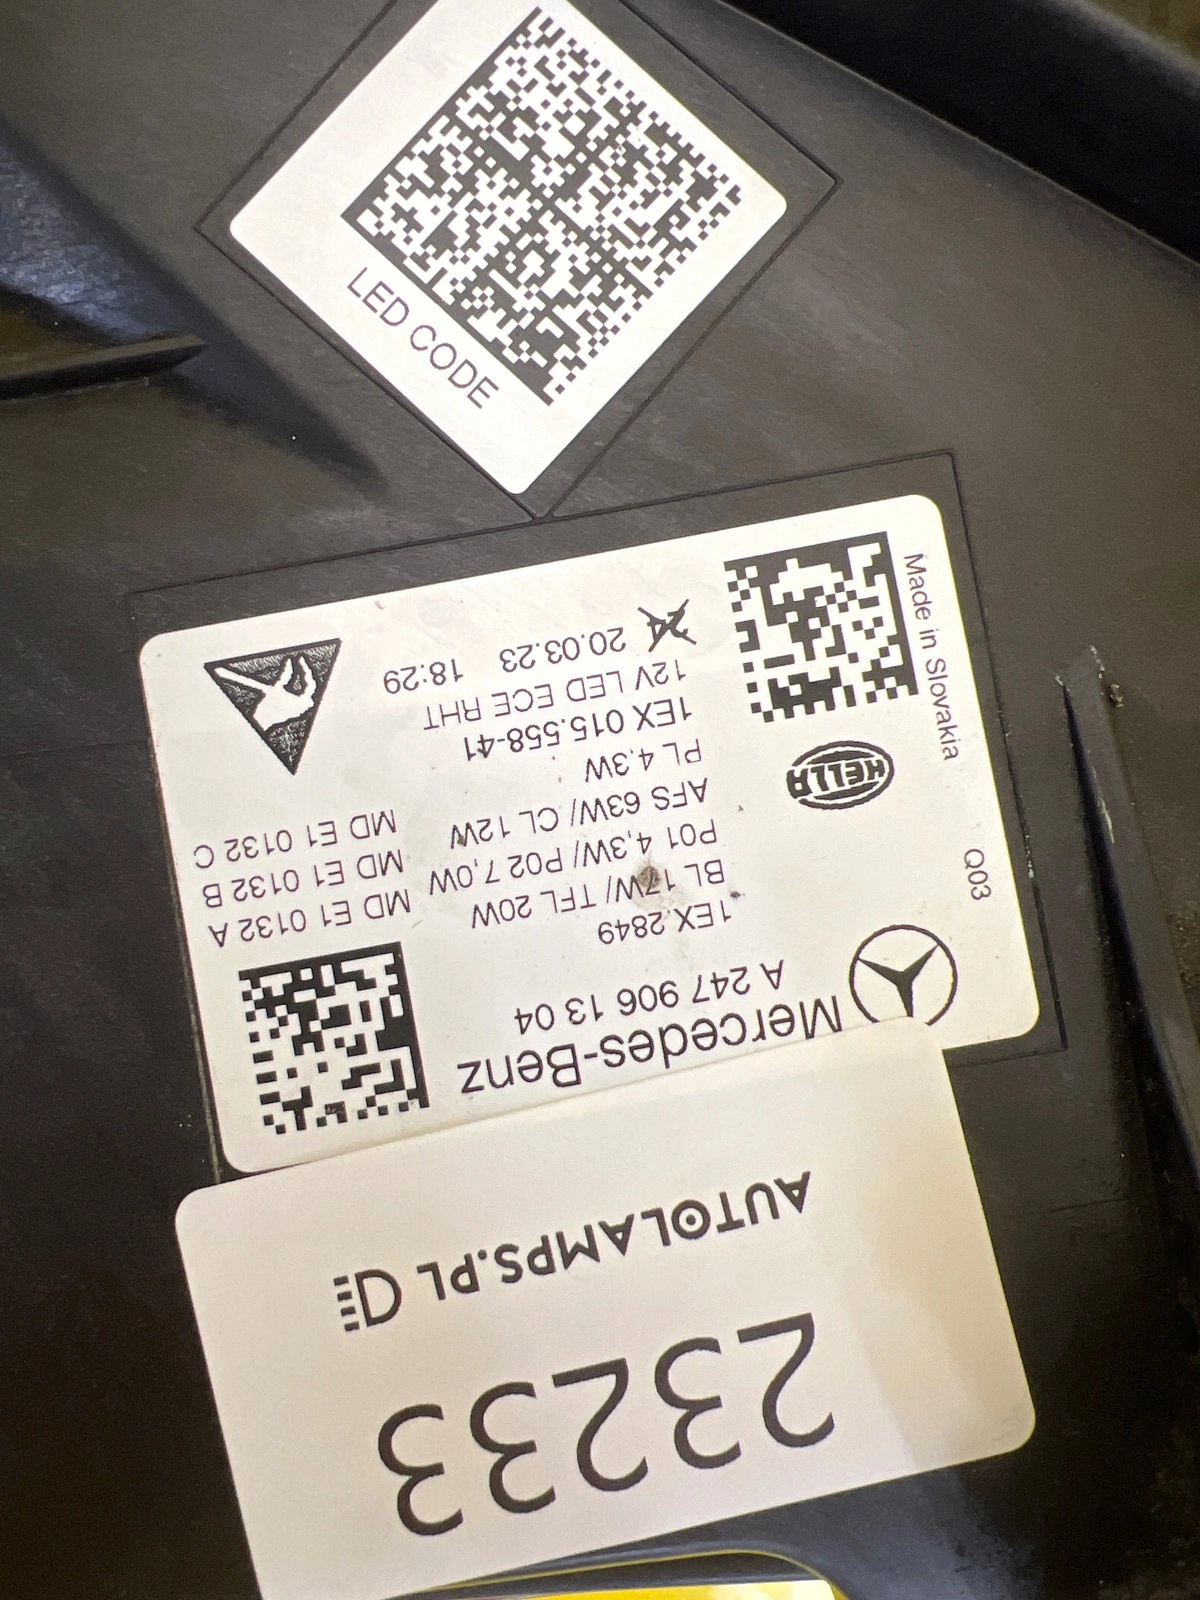 LED CODE
AUTOLAMPS.PL
23233
Mercedes-Benz
A 247 906 13 04
1EX.2849
BL 17W/ TFL 20W
MD E1 0132 A
P01 4,3W/ P02 7,0W
MD E1 0132 B
AFS 63W/ CL 12W
MD E1 0132 C
PL 4.3W
1EX 015.558-41
12V LED ECE RHT
20.03.23 18:29
HELLA
Q03
Made in Slovakia